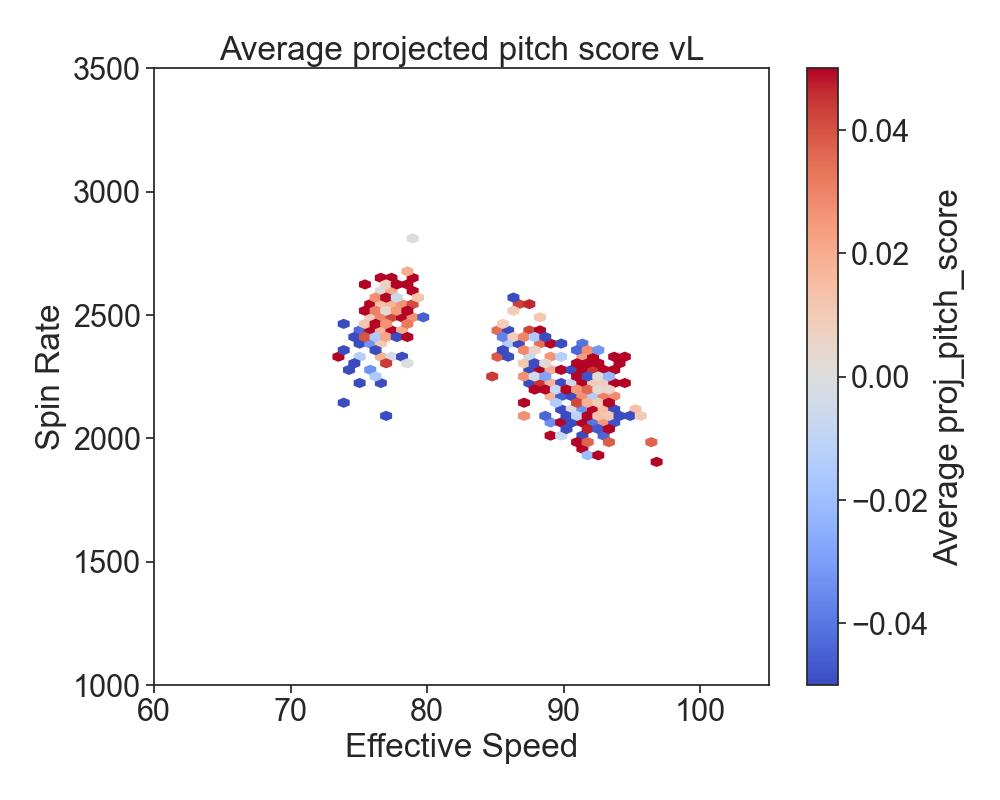 Average projected pitch score vL
3500
3000
2500
2000
1500
1000
Spin Rate
60 70 80 90 100
Effective Speed
0.04
0.02
0.00
−0.02
−0.04
Average proj_pitch_score